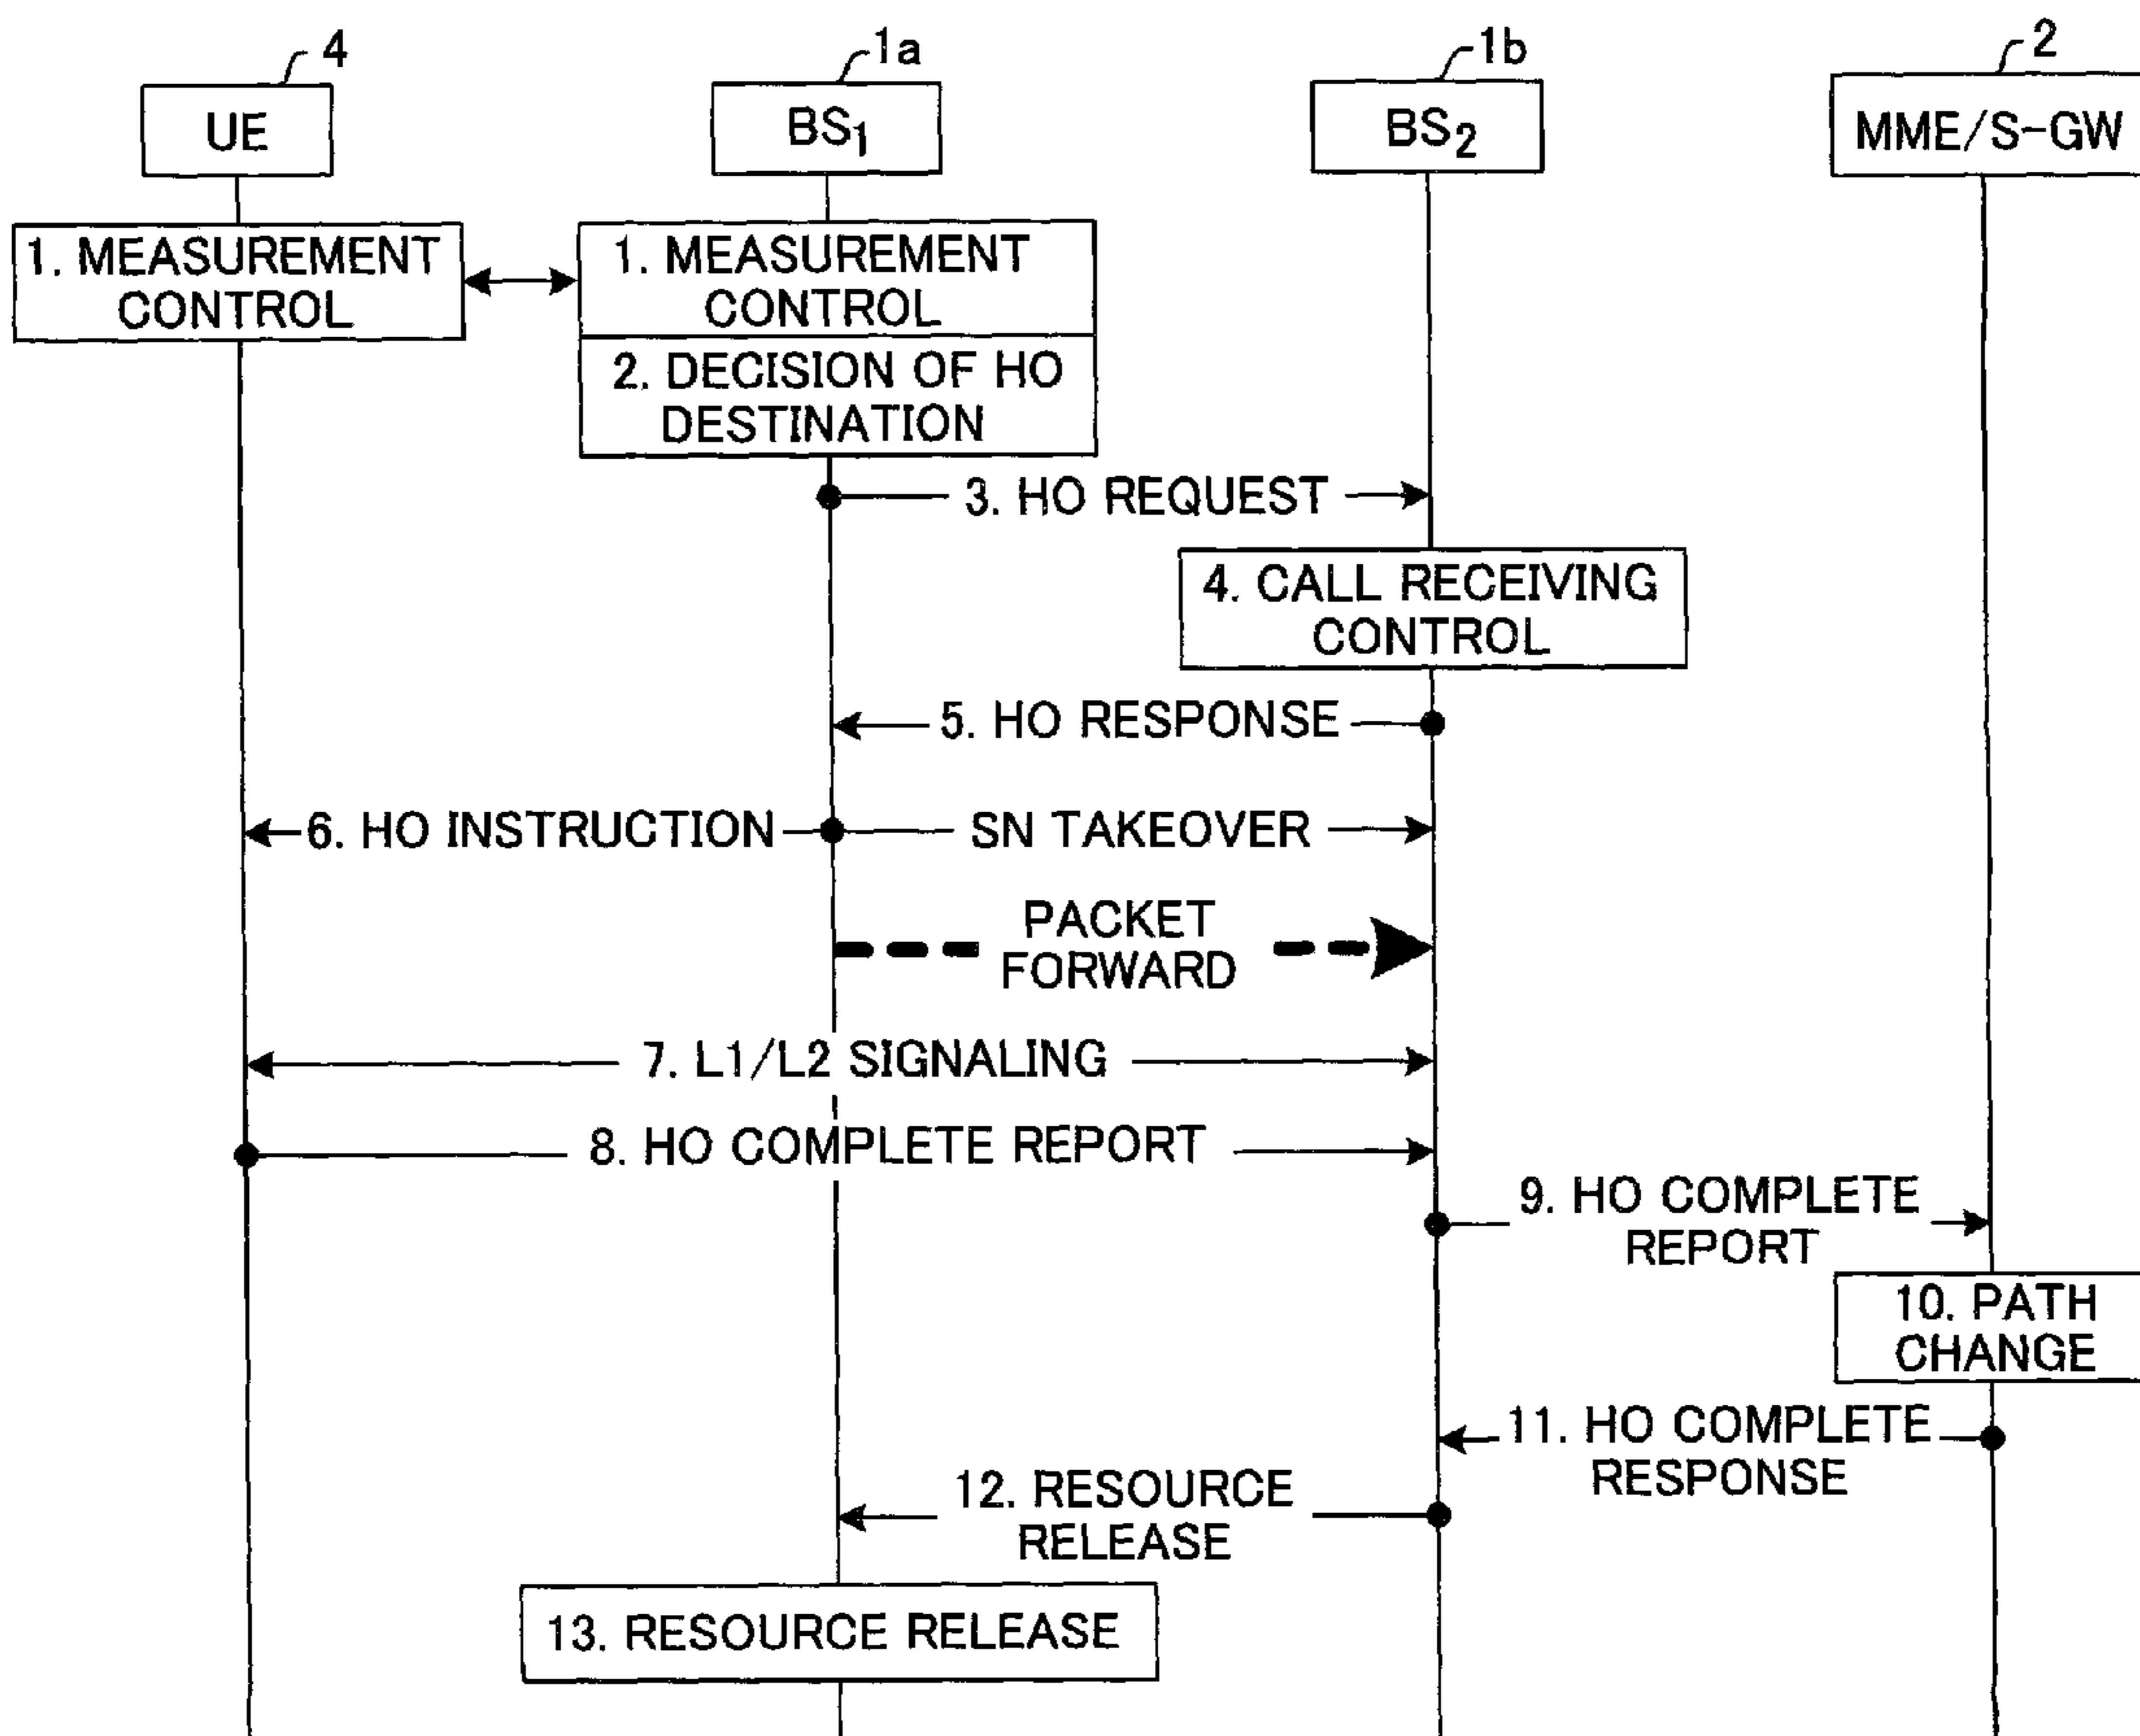 4
1a
1b
2
UE
BS1
BS2
MME/S-GW
1. MEASUREMENT
CONTROL
1. MEASUREMENT
CONTROL
2. DECISION OF HO
DESTINATION
3. HO REQUEST
4. CALL RECEIVING
CONTROL
5. HO RESPONSE
6. HO INSTRUCTION
SN TAKEOVER
PACKET
FORWARD
7. L1/L2 SIGNALING
8. HO COMPLETE REPORT
9. HO COMPLETE
REPORT
10. PATH
CHANGE
11. HO COMPLETE
RESPONSE
12. RESOURCE
RELEASE
13. RESOURCE RELEASE